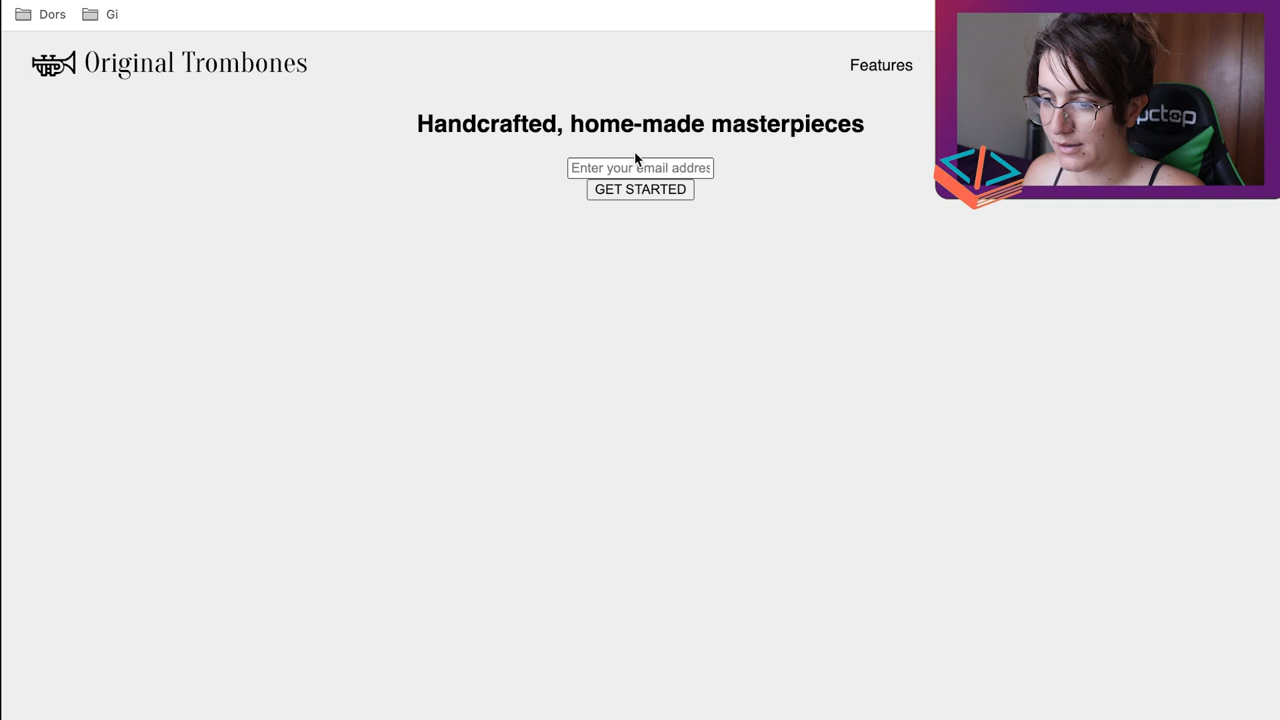 Dors Gi
Original Trombones Features
Handcrafted, home-made masterpieces
Enter your email addres
GET STARTED